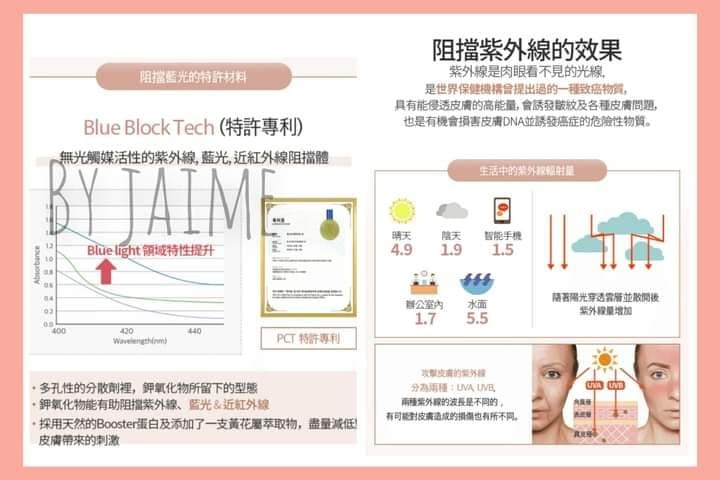 阻擋藍光的特許材料
Blue Block Tech (特許專利)
無光觸媒活性的紫外線, 藍光, 近紅外線阻擋體
BY JAIME
1.8
1.6
1.4
1.2
1.0
0.8
0.6
0.4
0.2
0.0
Absorbance
Blue light 領域特性提升
400
420
440
Wavelength(nm)
PCT 特許專利
・多孔性的分散劑裡，鉀氧化物所留下的型態
・鉀氧化物能有助阻擋紫外線、藍光＆近紅外線
・採用天然的Booster蛋白及添加了一支黃花屬萃取物，盡量減低
皮膚帶來的刺激
阻擋紫外線的效果
紫外線是肉眼看不見的光線,
是世界保健機構曾提出過的一種致癌物質,
具有能侵透皮膚的高能量, 會誘發皺紋及各種皮膚問題,
也是有機會損害皮膚DNA並誘發癌症的危險性物質。
生活中的紫外線輻射量
晴天
4.9
陰天
1.9
智能手機
1.5
辦公室內
1.7
水面
5.5
隨著陽光穿透雲層並散開後
紫外線量增加
攻擊皮膚的紫外線
分為兩種 : UVA, UVB,
兩種紫外線的波長是不同的，
有可能對皮膚造成的損傷也有所不同。
UVA
UVB
角質層
表皮層
真皮層